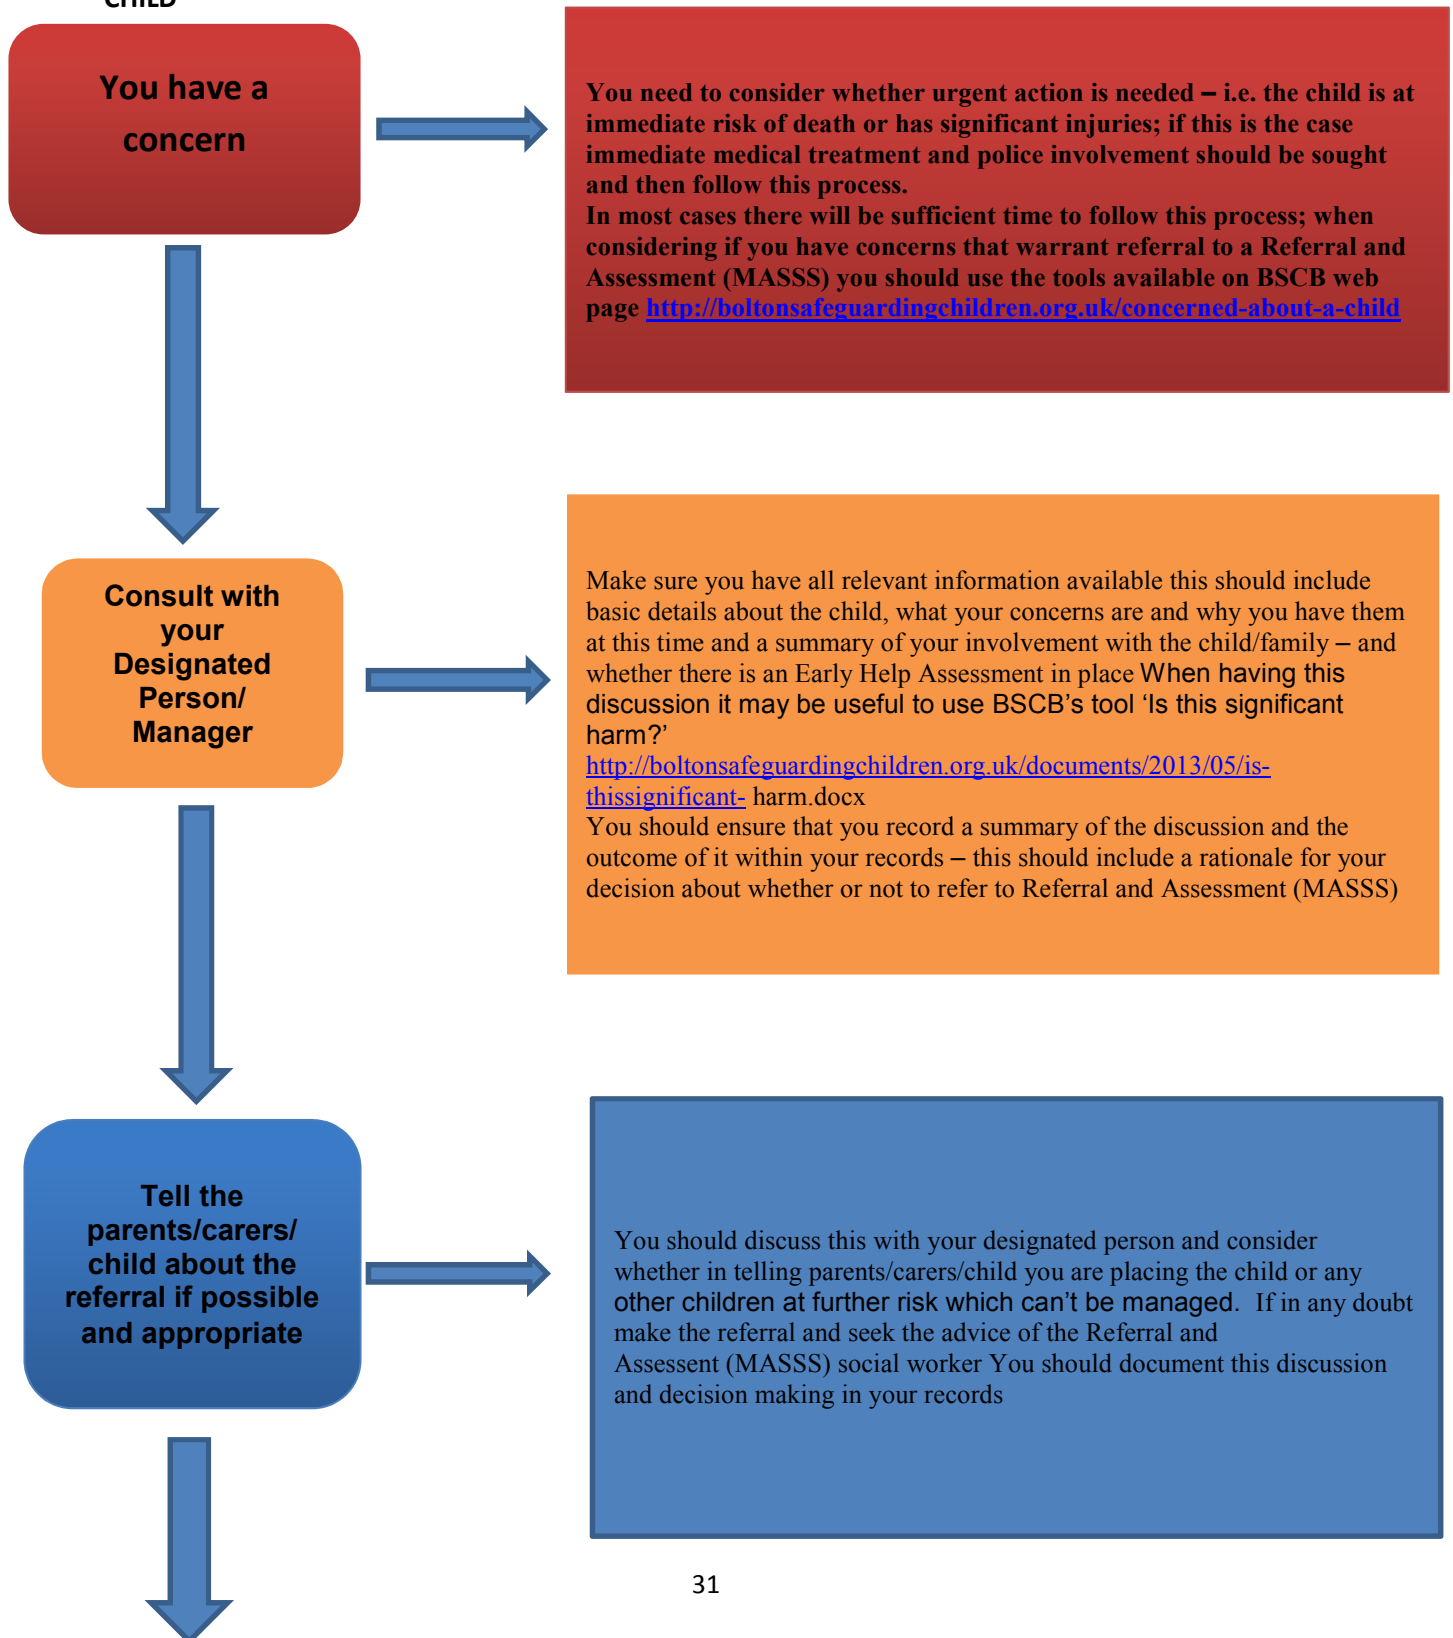 CHILD
You have a
concern
You need to consider whether urgent action is needed – i.e. the child is at
immediate risk of death or has significant injuries; if this is the case
immediate medical treatment and police involvement should be sought
and then follow this process.
In most cases there will be sufficient time to follow this process; when
considering if you have concerns that warrant referral to a Referral and
Assessment (MASSS) you should use the tools available on BSCB web
page http://boltonsafeguardingchildren.org.uk/concerned-about-a-child
Consult with
your
Designated
Person/
Manager
Make sure you have all relevant information available this should include
basic details about the child, what your concerns are and why you have them
at this time and a summary of your involvement with the child/family – and
whether there is an Early Help Assessment in place When having this
discussion it may be useful to use BSCB's tool 'Is this significant
harm?'
http://boltonsafeguardingchildren.org.uk/documents/2013/05/is-
thissignificant- harm.docx
You should ensure that you record a summary of the discussion and the
outcome of it within your records – this should include a rationale for your
decision about whether or not to refer to Referral and Assessment (MASSS)
Tell the
parents/carers/
child about the
referral if possible
and appropriate
You should discuss this with your designated person and consider
whether in telling parents/carers/child you are placing the child or any
other children at further risk which can't be managed. If in any doubt
make the referral and seek the advice of the Referral and
Assessent (MASSS) social worker You should document this discussion
and decision making in your records
31